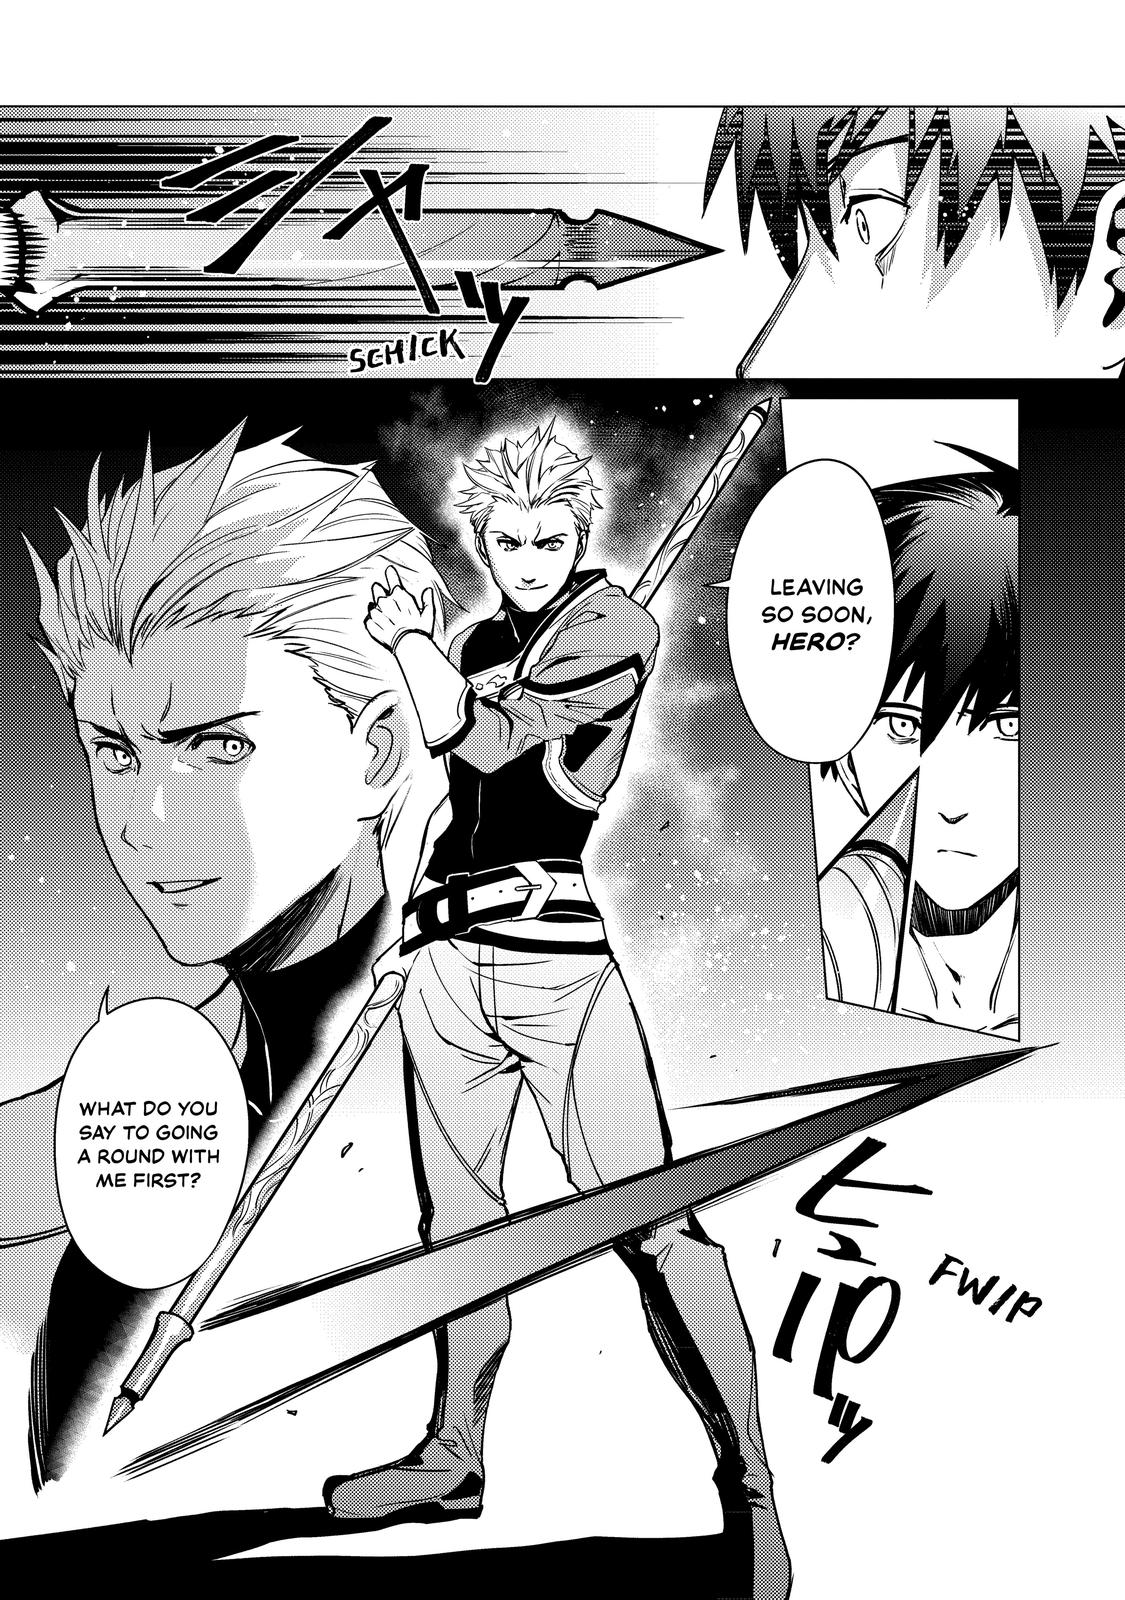 シャッ
SCHICK
LEAVING
SO SOON,
HERO?
WHAT DO YOU
SAY TO GOING
A ROUND WITH
ME FIRST?
ヒュ
FWIP